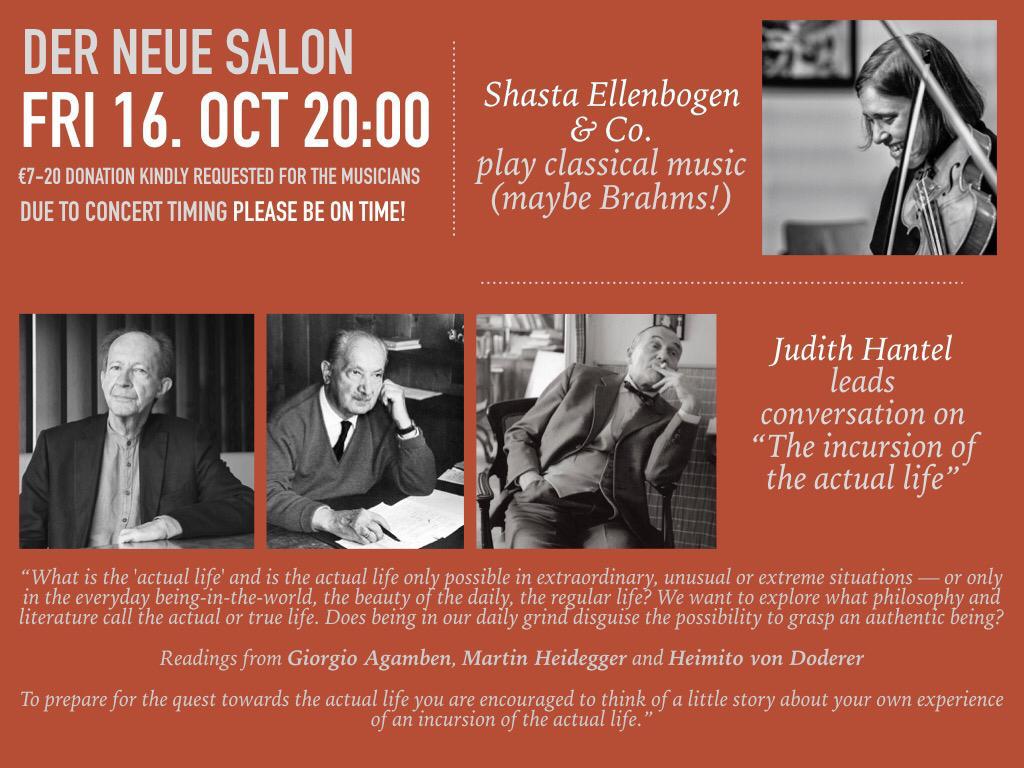 DER NEUE SALON
FRI 16. OCT 20:00
€7–20 DONATION KINDLY REQUESTED FOR THE MUSICIANS
DUE TO CONCERT TIMING PLEASE BE ON TIME!
Shasta Ellenbogen
& Co.
play classical music
(maybe Brahms!)
Judith Hantel
leads
conversation on
“The incursion of
the actual life”
“What is the 'actual life' and is the actual life only possible in extraordinary, unusual or extreme situations — or only
in the everyday being-in-the-world, the beauty of the daily, the regular life? We want to explore what philosophy and
literature call the actual or true life. Does being in our daily grind disguise the possibility to grasp an authentic being?
Readings from Giorgio Agamben, Martin Heidegger and Heimito von Doderer
To prepare for the quest towards the actual life you are encouraged to think of a little story about your own experience
of an incursion of the actual life.”